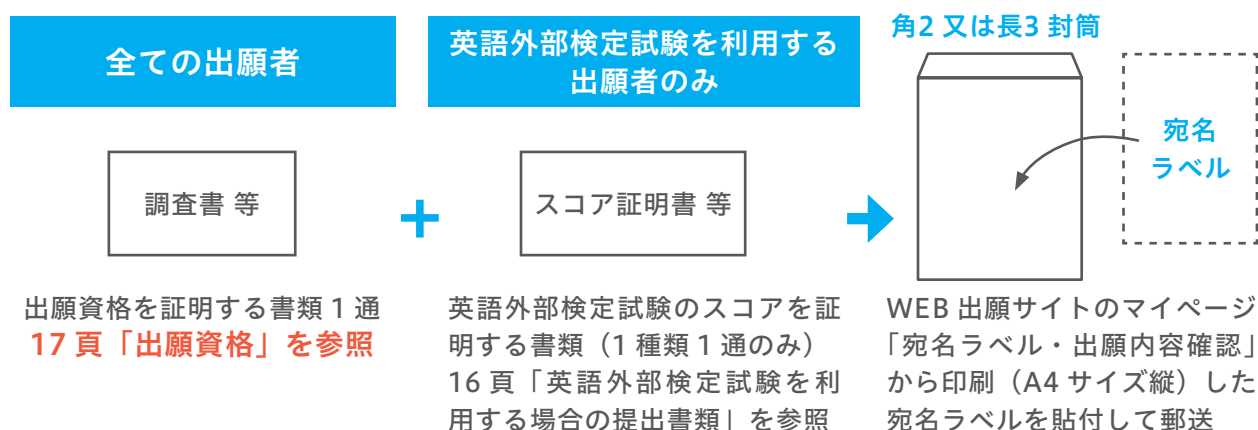 全ての出願者
調査書 等
出願資格を証明する書類 1 通
17 頁「出願資格」を参照
+
英語外部検定試験を利用する
出願者のみ
スコア証明書 等
英語外部検定試験のスコアを証
明する書類（1 種類 1 通のみ）
16 頁「英語外部検定試験を利
用する場合の提出書類」を参照
角2 又は長3 封筒
宛名
ラベル
WEB 出願サイトのマイページ
「宛名ラベル・出願内容確認」
から印刷（A4 サイズ縦）した
宛名ラベルを貼付して郵送